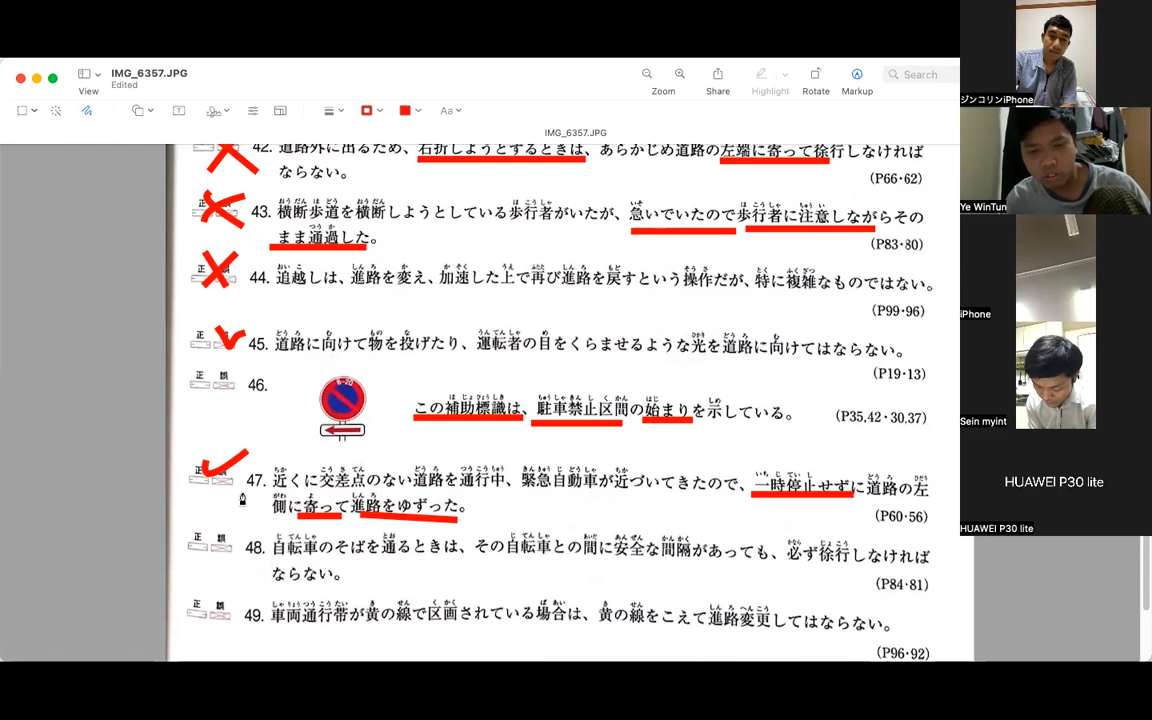 IMG_6357.JPG
Edited
View
Zoom
Share
Highlight
Rotate
Markup
Search
Aa
IMG_6357.JPG
42. 道路外に出るため、右折しようとするときは、あらかじめ道路の左端に寄って徐行しなければ
ならない。
(P66・62)
正 誤
43. 横断歩道を横断しようとしている歩行者がいたが、急いでいたので歩行者に注意しながらその
まま通過した。
(P83・80)
正 誤
44. 追越しは、進路を変え、加速した上で再び進路を戻すという操作だが、特に複雑なものではない。
(P99・96)
正 誤
45. 道路に向けて物を投げたり、運転者の目をくらませるような光を道路に向けてはならない。
(P19・13)
正 誤
46.
8-20
この補助標識は、駐車禁止区間の始まりを示している。
(P35,42・30,37)
正 誤
47. 近くに交差点のない道路を通行中、緊急自動車が近づいてきたので、一時停止せずに道路の左
側に寄って進路をゆずった。
(P60・56)
正 誤
48. 自転車のそばを通るときは、その自転車との間に安全な間隔があっても、必ず徐行しなければ
ならない。
(P84・81)
正 誤
49. 車両通行帯が黄の線で区画されている場合は、黄の線をこえて進路変更してはならない。
(P96・92)
ジンコリンiPhone
Ye WinTun
iPhone
Sein myint
HUAWEI P30 lite
HUAWEI P30 lite